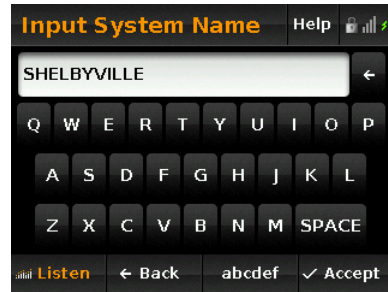 Input System Name Help
SHELBYVILLE ←
Q W E R T Y U I O P
A S D F G H J K L
Z X C V B N M SPACE
Listen ← Back abcdef ✓ Accept